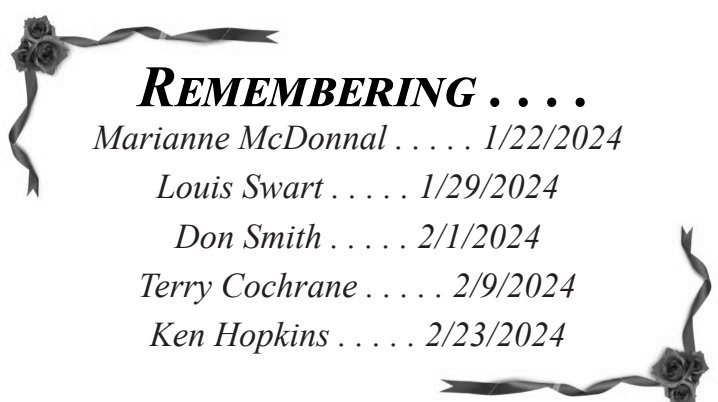 REMEMBERING . . . .
Marianne McDonnal . . . . . 1/22/2024
Louis Swart . . . . . 1/29/2024
Don Smith . . . . . 2/1/2024
Terry Cochrane . . . . . 2/9/2024
Ken Hopkins . . . . . 2/23/2024